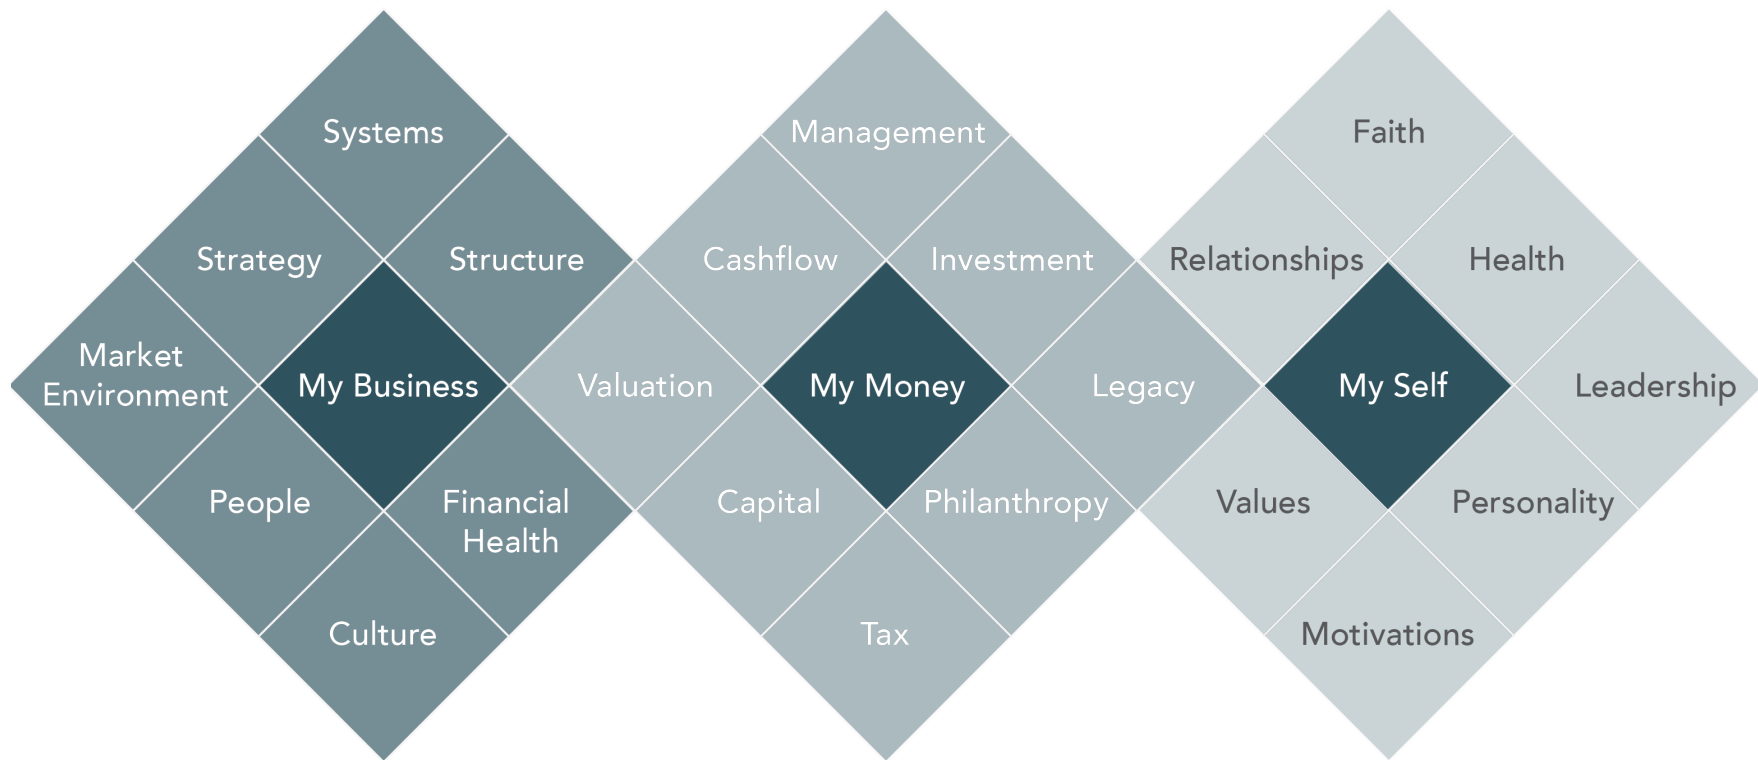 Systems
Strategy
Structure
Market
Environment
My Business
People
Financial
Health
Culture
Management
Cashflow
Investment
Valuation
My Money
Legacy
Capital
Philanthropy
Tax
Faith
Relationships
Health
My Self
Leadership
Values
Personality
Motivations